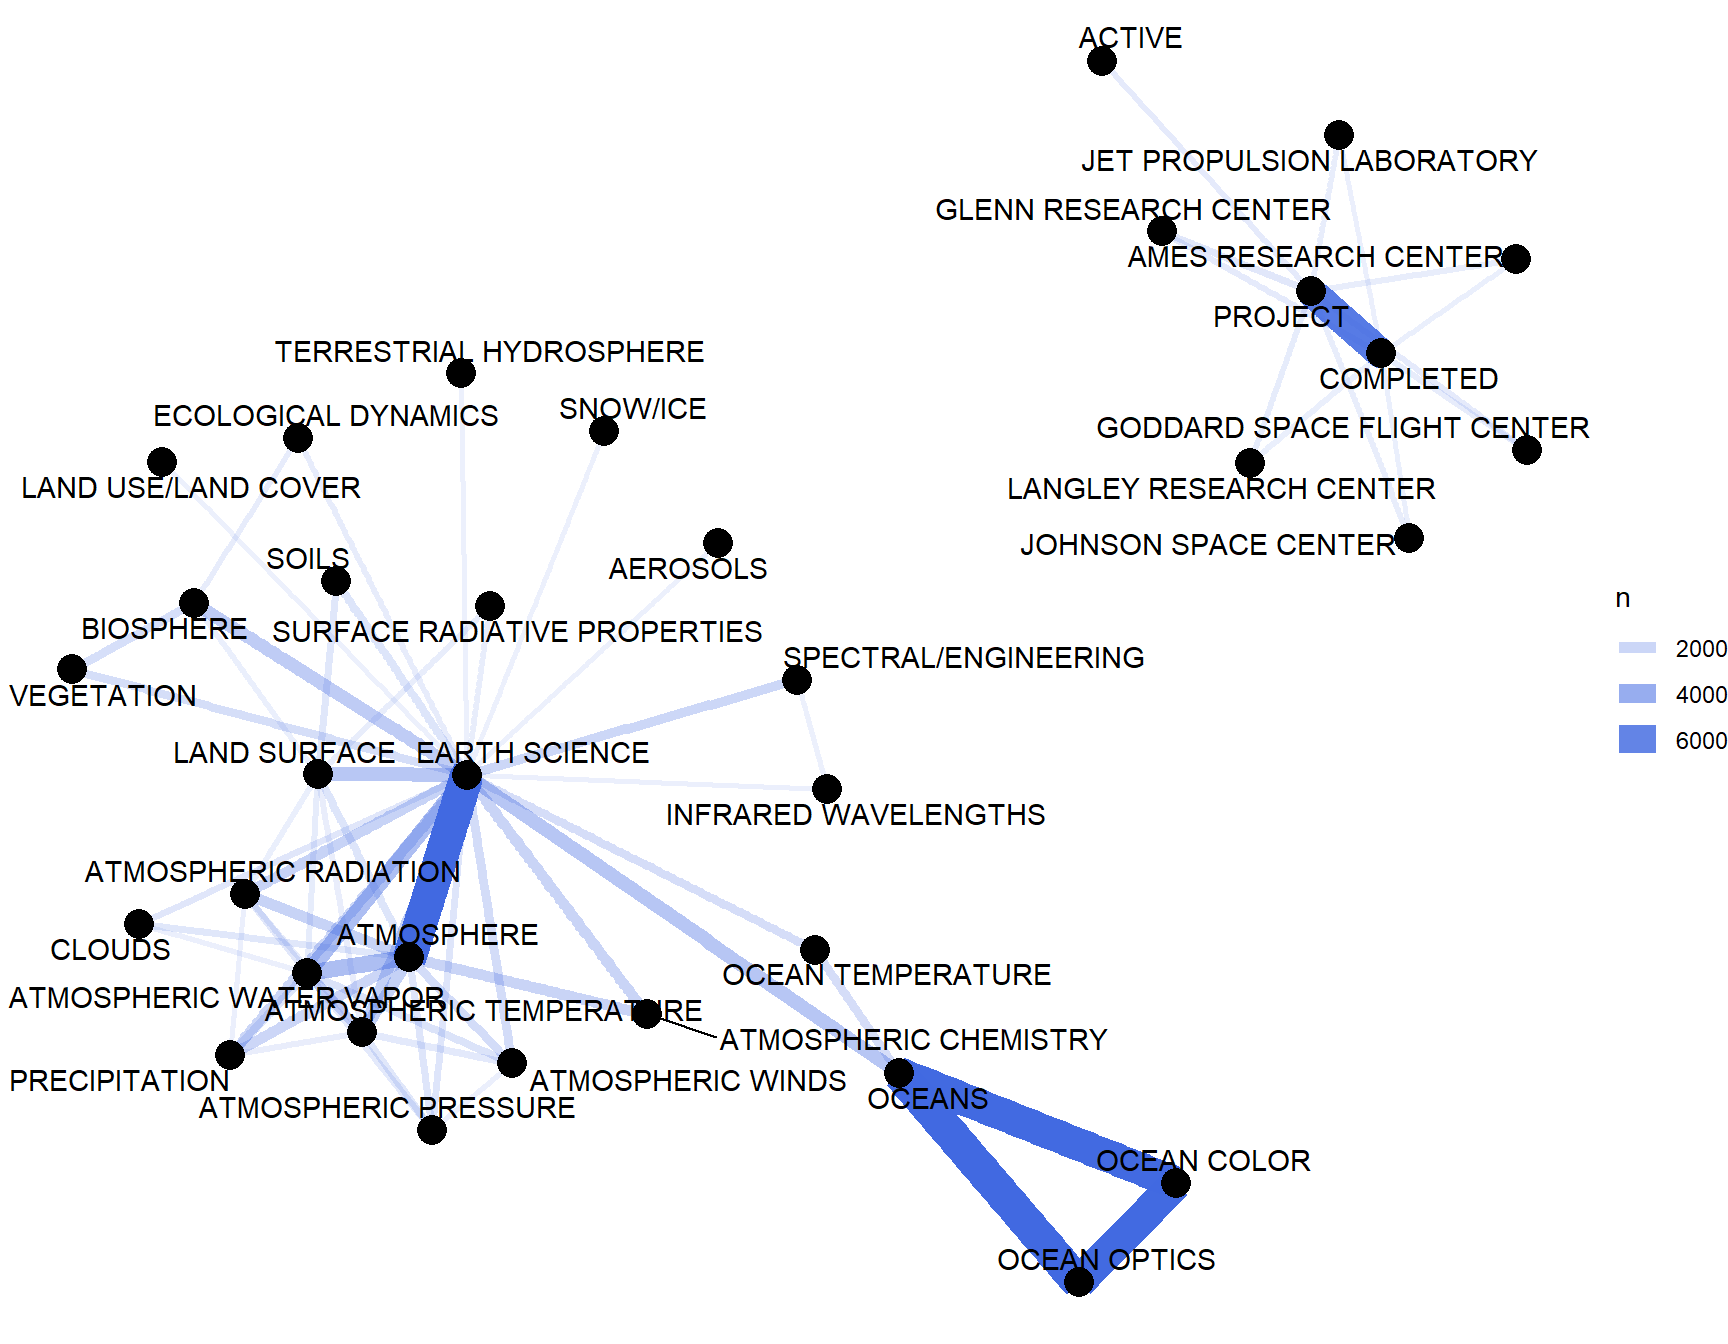 ACTIVE
JET PROPULSION LABORATORY
GLENN RESEARCH CENTER
AMES RESEARCH CENTER
PROJECT
COMPLETED
GODDARD SPACE FLIGHT CENTER
LANGLEY RESEARCH CENTER
JOHNSON SPACE CENTER
TERRESTRIAL HYDROSPHERE
ECOLOGICAL DYNAMICS
SNOW/ICE
LAND USE/LAND COVER
SOILS
AEROSOLS
BIOSPHERE
SURFACE RADIATIVE PROPERTIES
SPECTRAL/ENGINEERING
VEGETATION
LAND SURFACE
EARTH SCIENCE
INFRARED WAVELENGTHS
ATMOSPHERIC RADIATION
CLOUDS
ATMOSPHERE
OCEAN TEMPERATURE
ATMOSPHERIC WATER VAPOR
ATMOSPHERIC TEMPERATURE
ATMOSPHERIC CHEMISTRY
PRECIPITATION
ATMOSPHERIC WINDS
ATMOSPHERIC PRESSURE
OCEANS
OCEAN COLOR
OCEAN OPTICS
n
2000
4000
6000